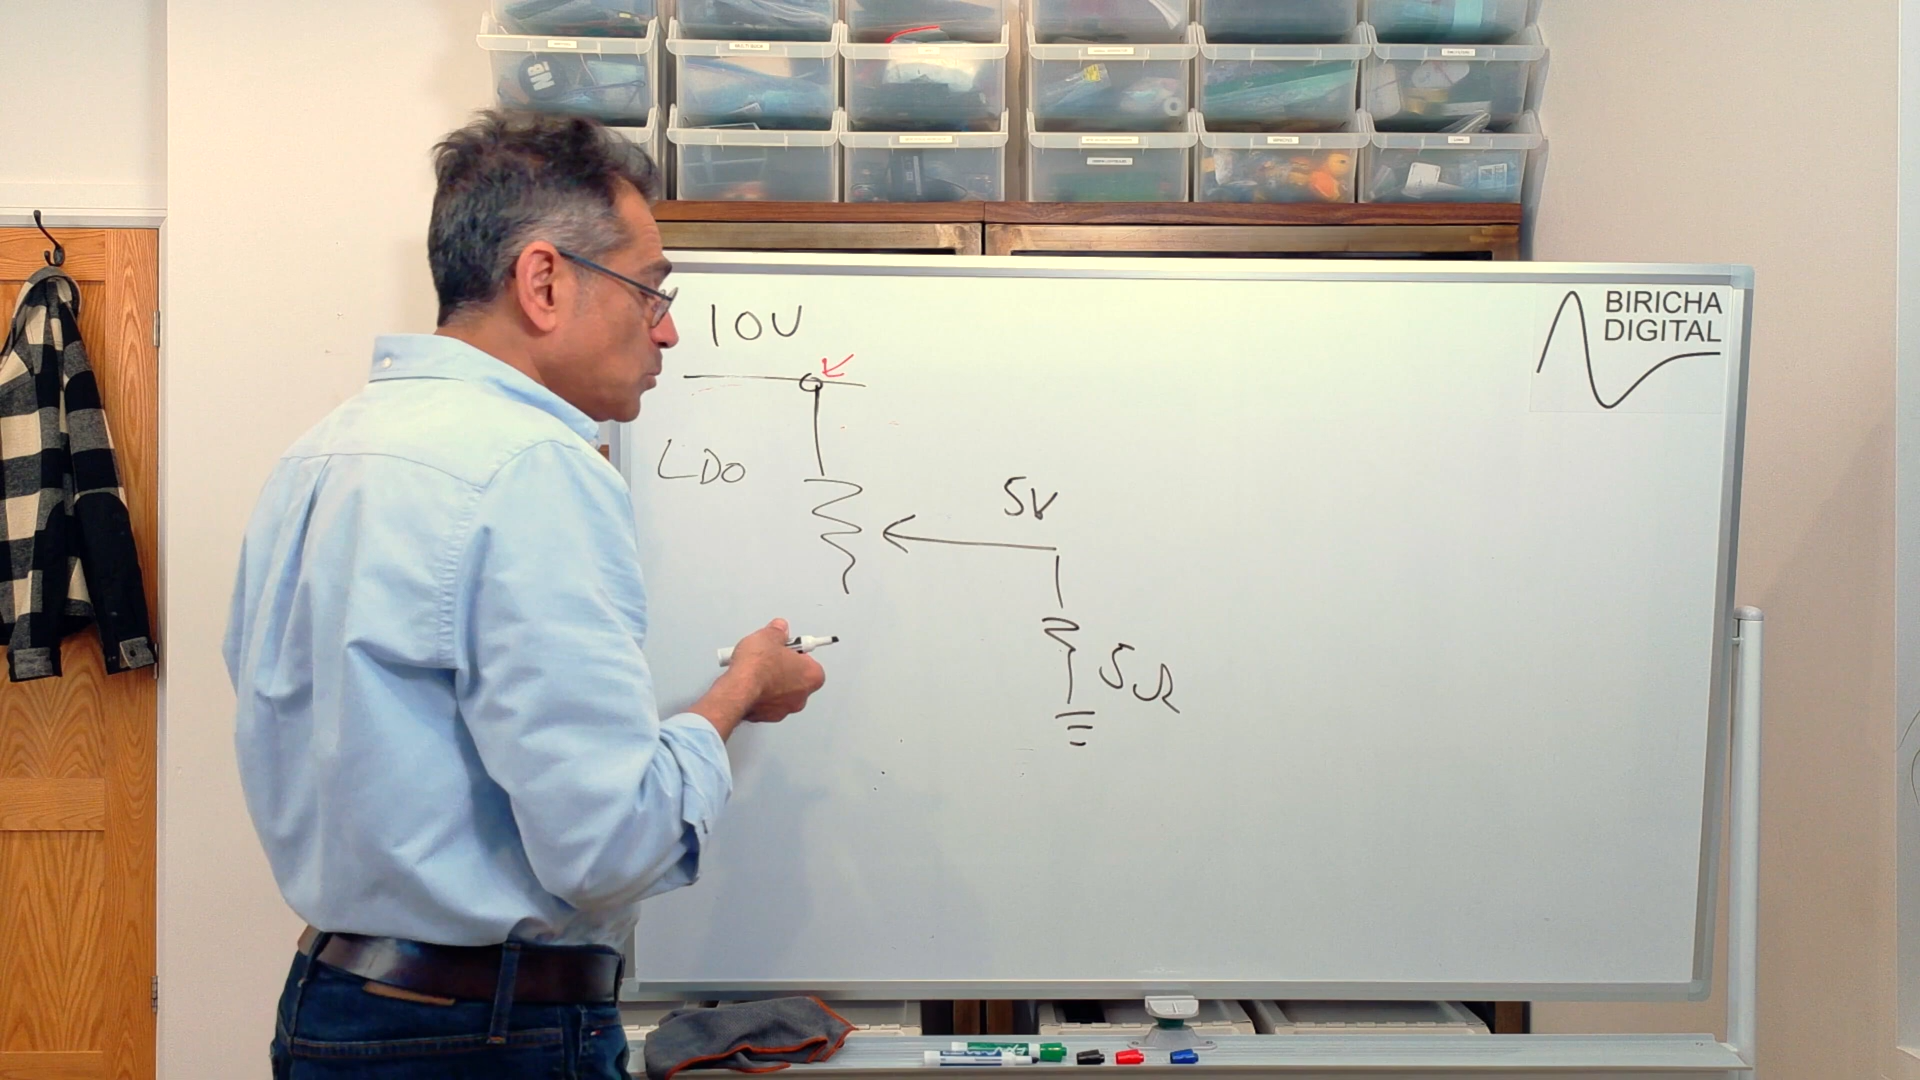 10V
LDO
5V
5Ω
BIRICHA
DIGITAL